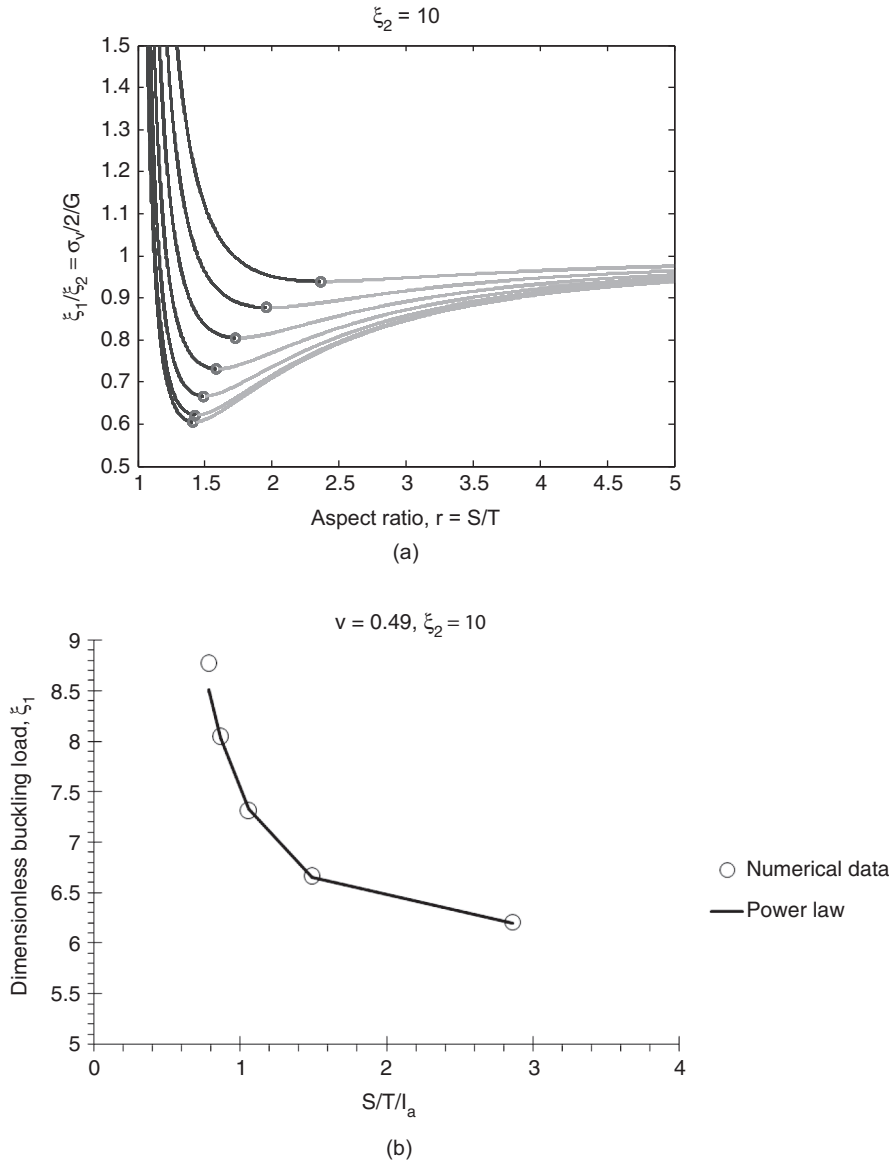 ξ₂ = 10
1.5
1.4
1.3
1.2
1.1
1
0.9
0.8
0.7
0.6
0.5
ξ₁/ξ₂ = σᵥ/2/G
1 1.5 2 2.5 3 3.5 4 4.5 5
Aspect ratio, r = S/T
(a)
v = 0.49, ξ₂ = 10
9
8.5
8
7.5
7
6.5
6
5.5
5
Dimensionless buckling load, ξ₁
Numerical data
Power law
0 1 2 3 4
S/T/Iₐ
(b)